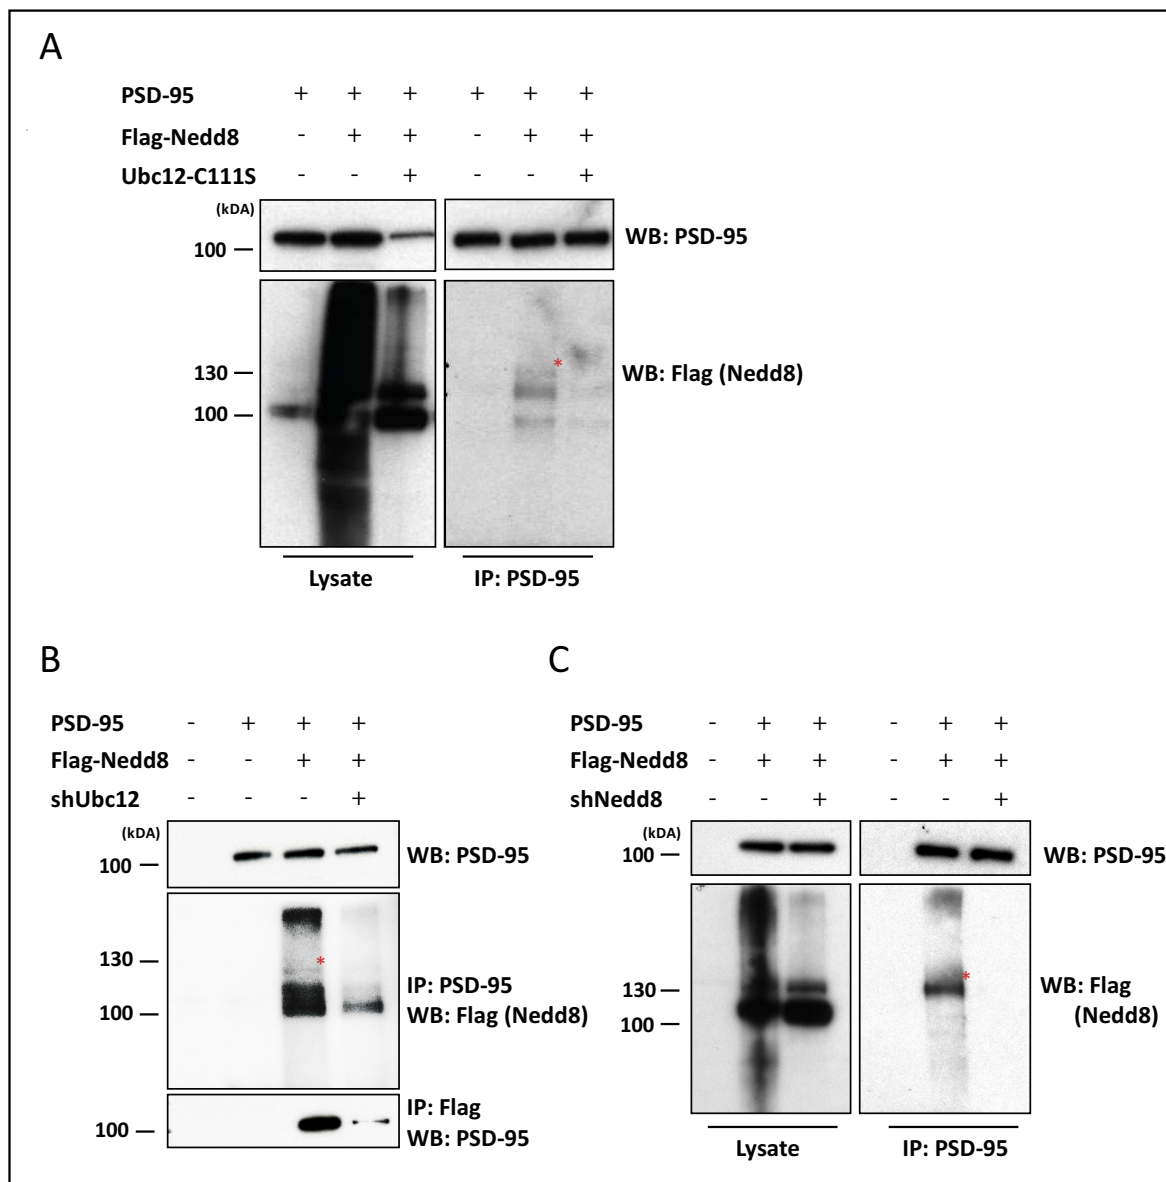 A
PSD-95 + + + + + +
Flag-Nedd8 - + + - + +
Ubc12-C111S - - + - - +
(kDA)
100
WB: PSD-95
130
*
WB: Flag (Nedd8)
100
Lysate
IP: PSD-95
B
PSD-95 - + + +
Flag-Nedd8 - - + +
shUbc12 - - - +
(kDA)
100
WB: PSD-95
130
*
IP: PSD-95
100
WB: Flag (Nedd8)
IP: Flag
100
WB: PSD-95
C
PSD-95 - + + - + +
Flag-Nedd8 - + + - + +
shNedd8 - - + - - +
(kDA)
100
WB: PSD-95
*
130
WB: Flag
(Nedd8)
100
Lysate
IP: PSD-95